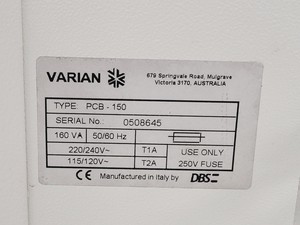 VARIAN
679 Springvale Road, Mulgrave
Victoria 3170, AUSTRALIA
TYPE: PCB - 150
SERIAL No.: 0508645
160 VA 50/60 Hz
220/240V~ T1A USE ONLY
115/120V~ T2A 250V FUSE
CE Manufactured in Italy by DBS